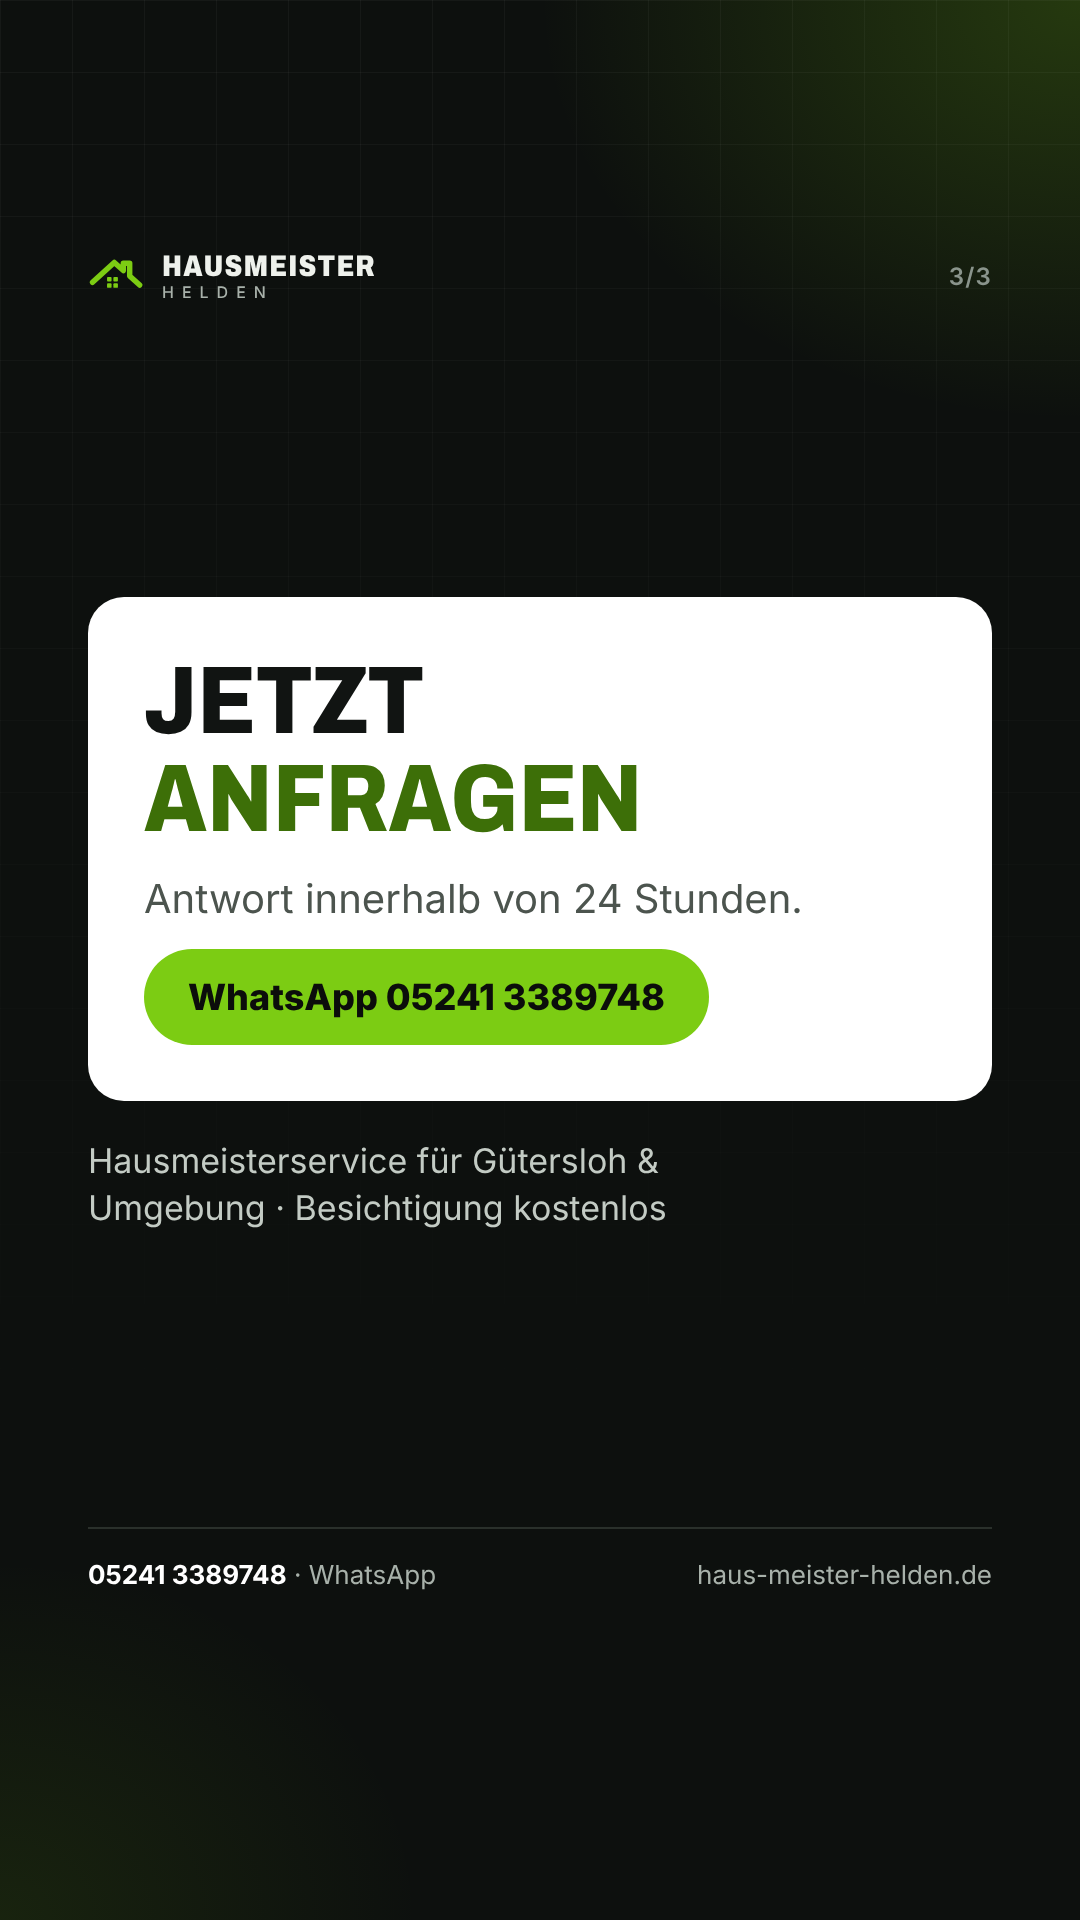 HAUSMEISTER
HELDEN
3/3
JETZT
ANFRAGEN
Antwort innerhalb von 24 Stunden.
WhatsApp 05241 3389748
Hausmeisterservice für Gütersloh &
Umgebung · Besichtigung kostenlos
05241 3389748 · WhatsApp
haus-meister-helden.de